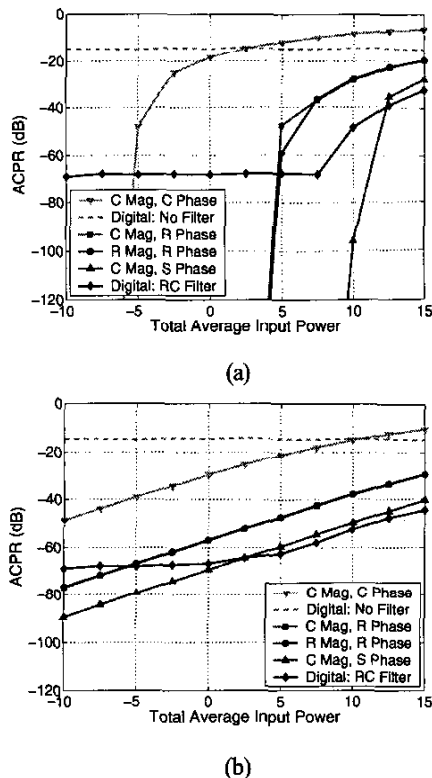 0
−20
−40
−60
−80
−100
−120
ACPR (dB)
C Mag, C Phase
Digital: No Filter
C Mag, R Phase
R Mag, R Phase
C Mag, S Phase
Digital: RC Filter
−10
−5
0
5
10
15
Total Average Input Power
(a)
0
−20
−40
−60
−80
−100
−120
ACPR (dB)
C Mag, C Phase
Digital: No Filter
C Mag, R Phase
R Mag, R Phase
C Mag, S Phase
Digital: RC Filter
−10
−5
0
5
10
15
Total Average Input Power
(b)